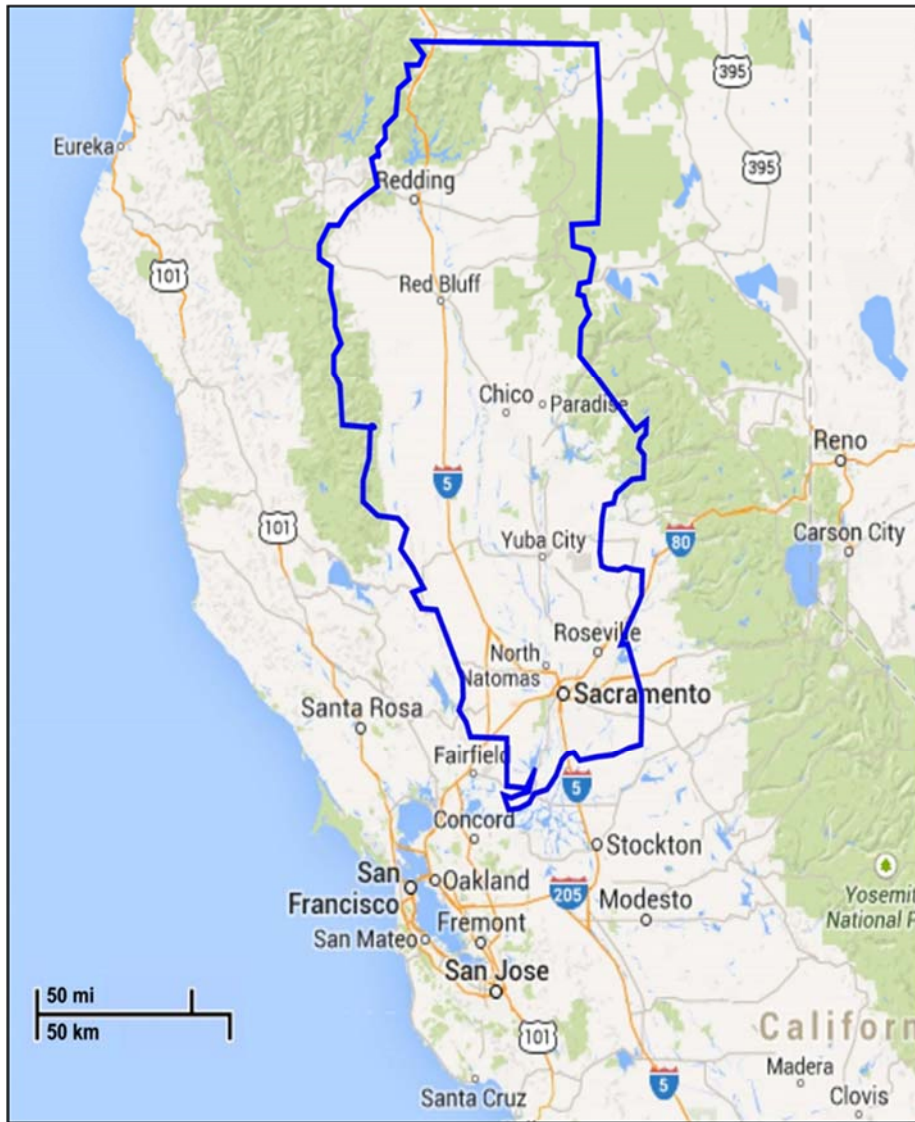 395
Eureka
395
Redding
101
Red Bluff
Chico
Paradise
Reno
5
101
80
Carson City
Yuba City
Roseville
North
Natomas
Sacramento
Santa Rosa
Fairfield
5
Concord
Stockton
San
Francisco
Oakland
205
Modesto
Yosemit
National P
Fremont
San Mateo
San Jose
50 mi
50 km
101
Californ
Madera
5
Santa Cruz
Clovis